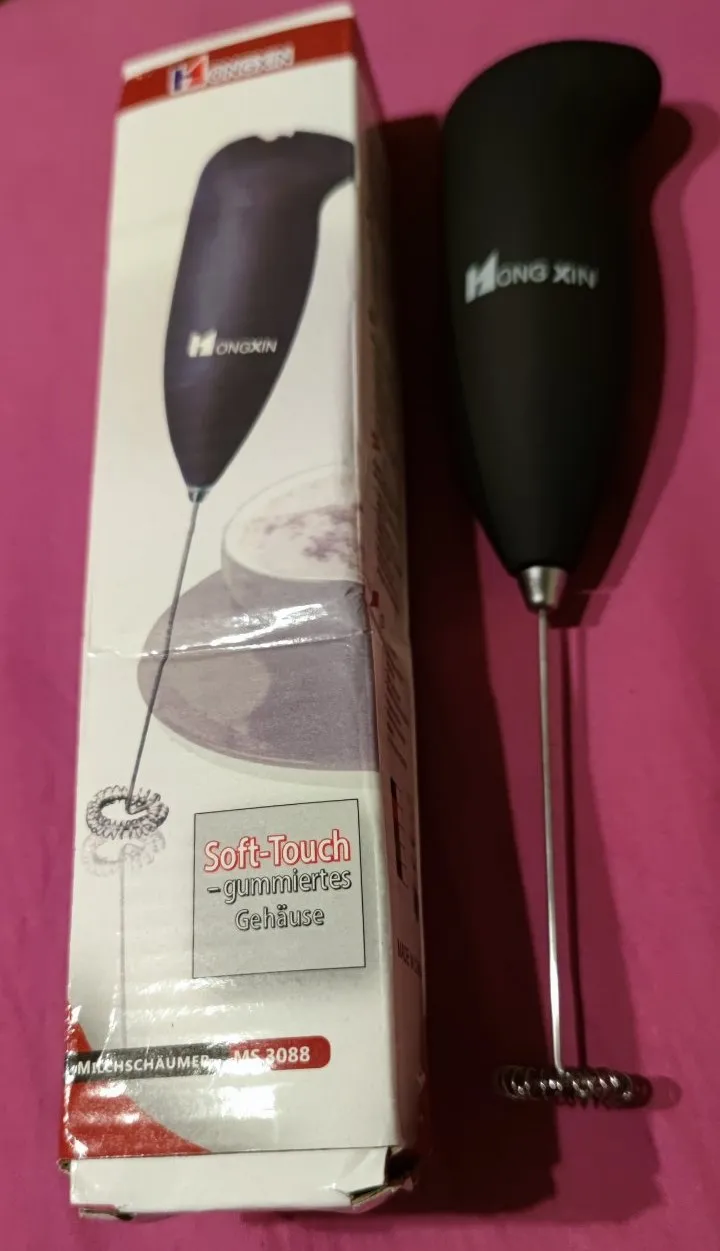 HONGXIN
HONGXIN
HONG XIN
Soft-Touch
–gummiertes
Gehäuse
MILCHSCHÄUMER MS 3088